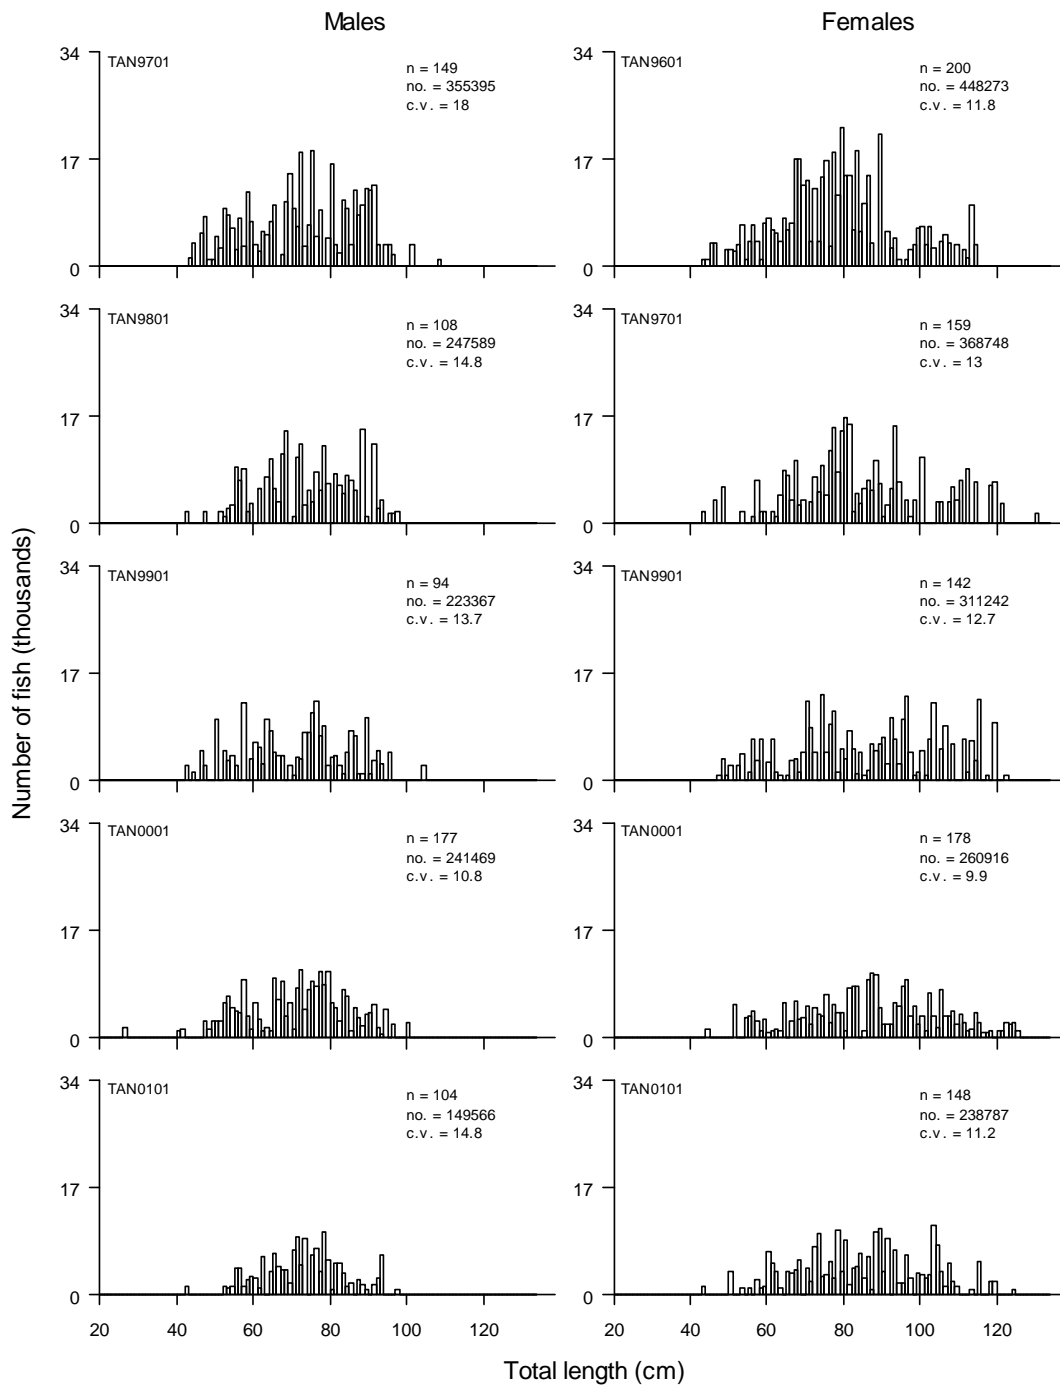 Males
Females
34
17
0
TAN9701
n = 149
no. = 355395
c.v. = 18
TAN9601
n = 200
no. = 448273
c.v. = 11.8
34
17
0
34
17
0
TAN9801
n = 108
no. = 247589
c.v. = 14.8
34
17
0
TAN9701
n = 159
no. = 368748
c.v. = 13
34
17
0
TAN9901
n = 94
no. = 223367
c.v. = 13.7
34
17
0
TAN9901
n = 142
no. = 311242
c.v. = 12.7
34
17
0
TAN0001
n = 177
no. = 241469
c.v. = 10.8
34
17
0
TAN0001
n = 178
no. = 260916
c.v. = 9.9
34
17
0
TAN0101
n = 104
no. = 149566
c.v. = 14.8
34
17
0
TAN0101
n = 148
no. = 238787
c.v. = 11.2
20 40 60 80 100 120
20 40 60 80 100 120
Number of fish (thousands)
Total length (cm)